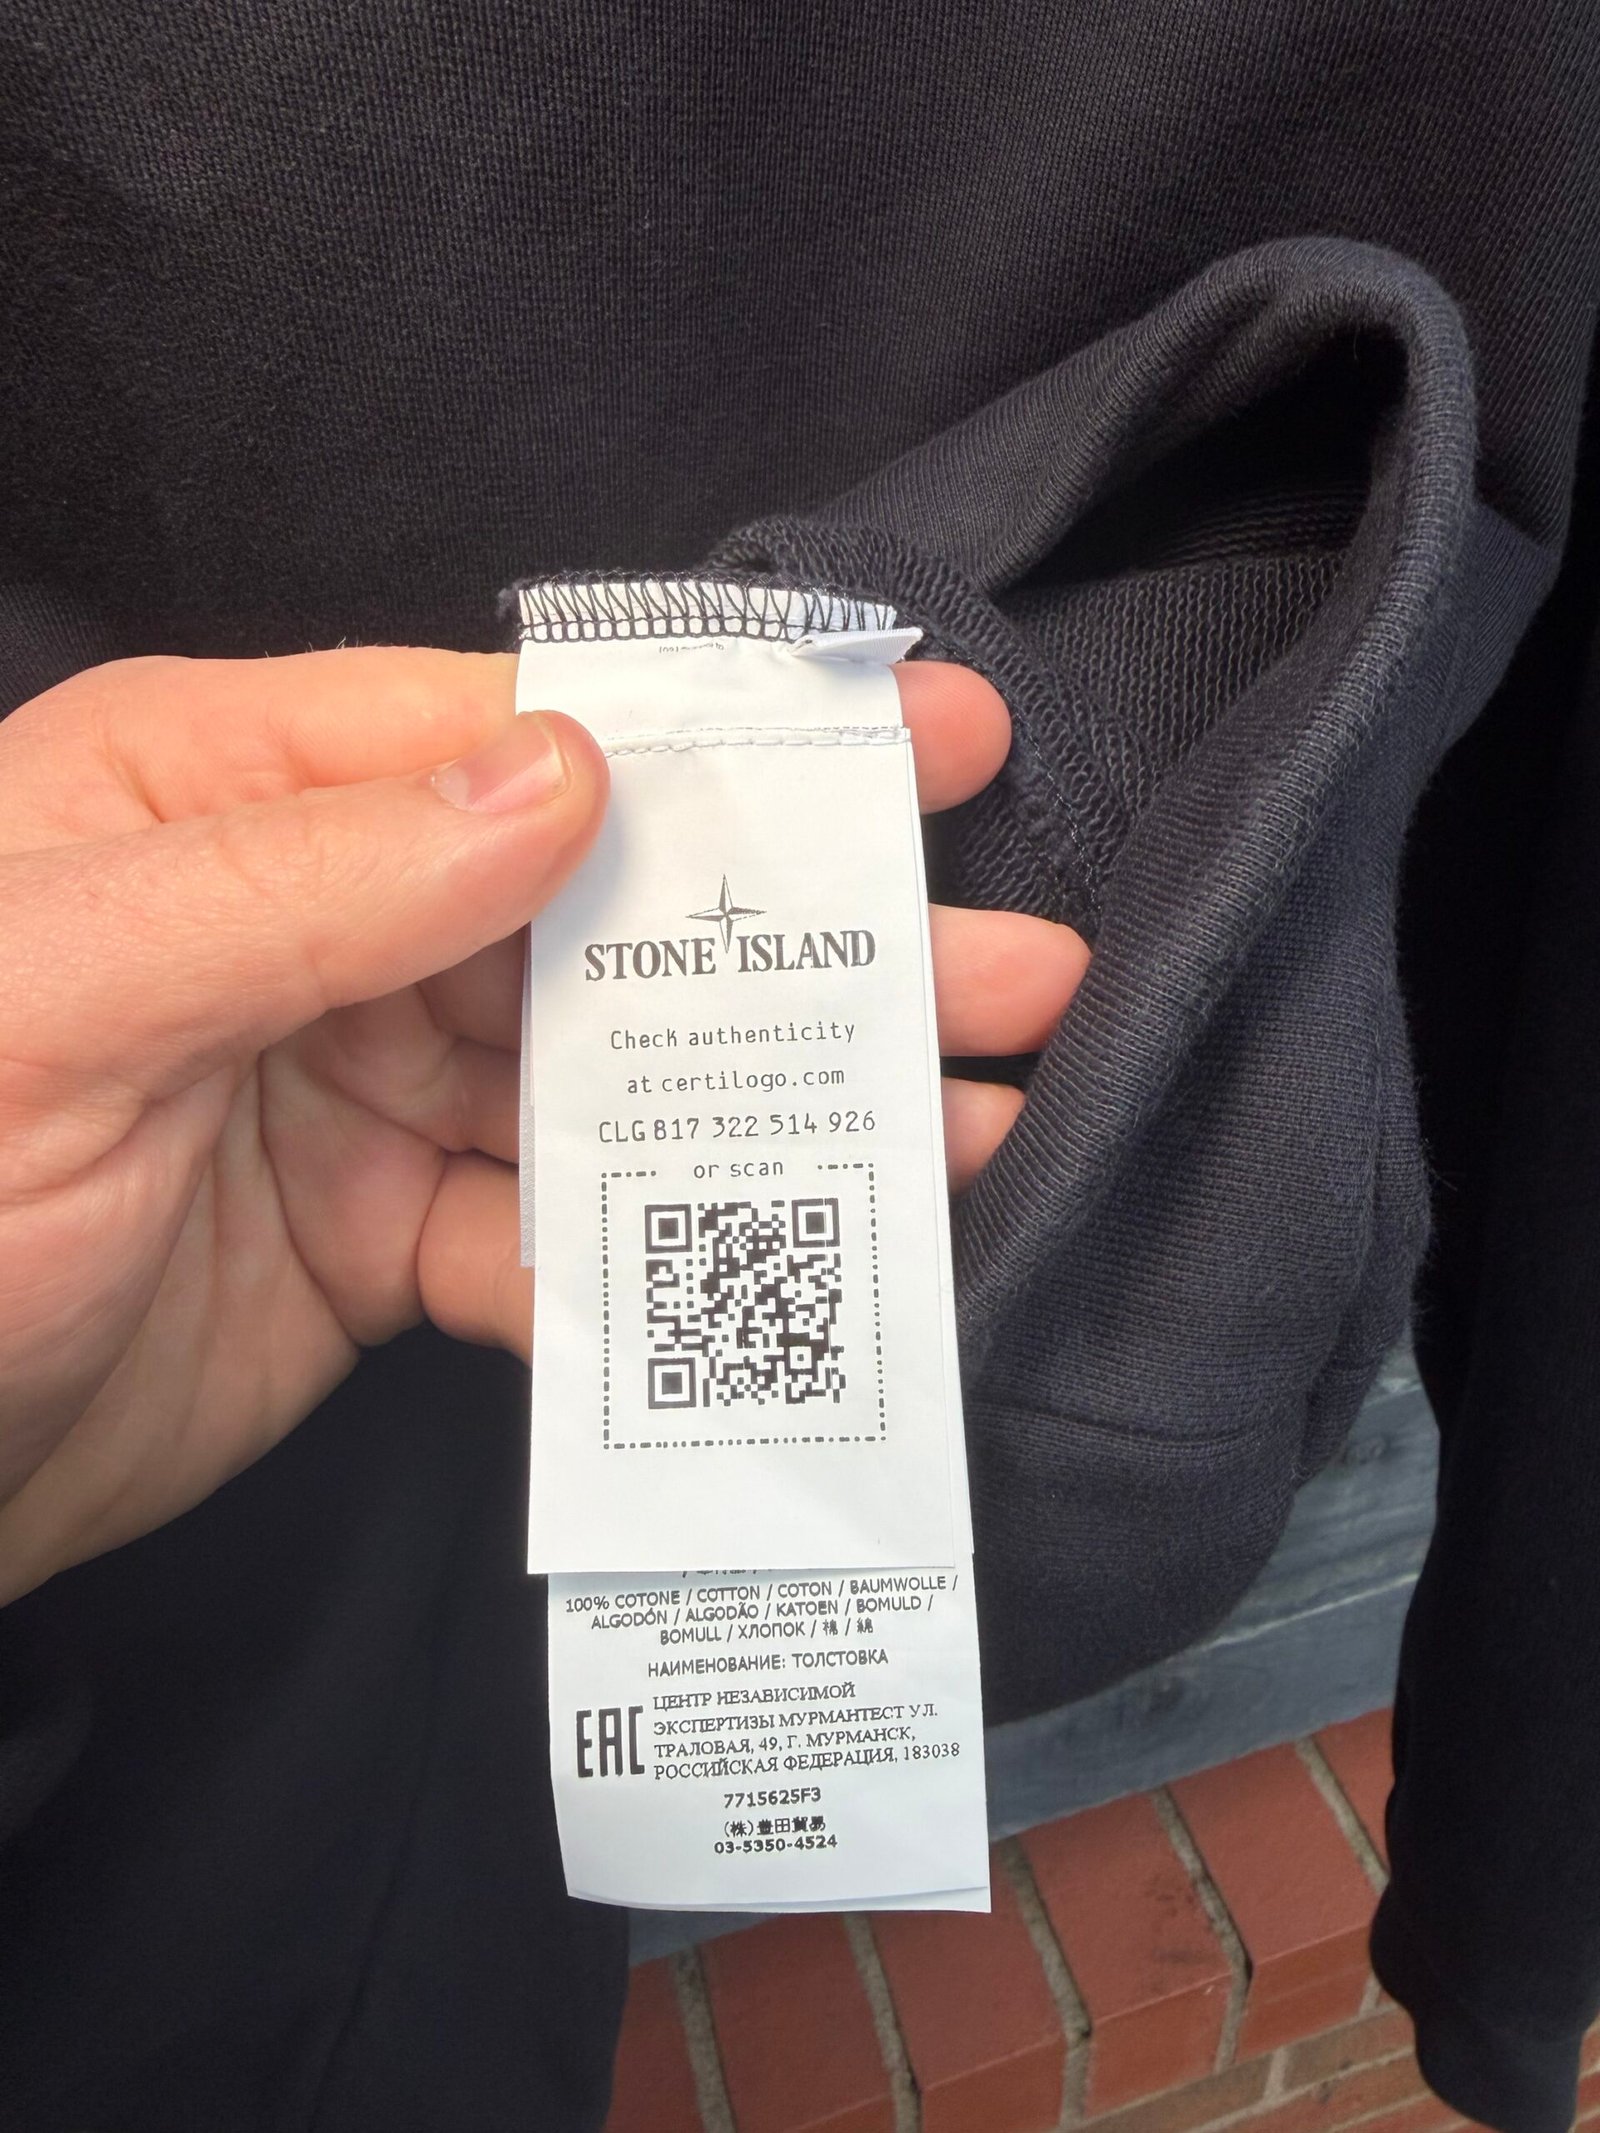 STONE ISLAND
Check authenticity
at certilogo.com
CLG 817 322 514 926
or scan
100% COTONE / COTTON / COTON / BAUMWOLLE /
ALGODÓN / ALGODÃO / KATOEN / BOMULD /
BOMULL / ХЛОПОК / 棉 / 綿
НАИМЕНОВАНИЕ: ТОЛСТОВКА
EAC
ЦЕНТР НЕЗАВИСИМОЙ
ЭКСПЕРТИЗЫ МУРМАНТЕСТ УЛ.
ТРАЛОВАЯ, 49, Г. МУРМАНСК,
РОССИЙСКАЯ ФЕДЕРАЦИЯ, 183038
7715625F3
(株)豊田貿易
03-5350-4524